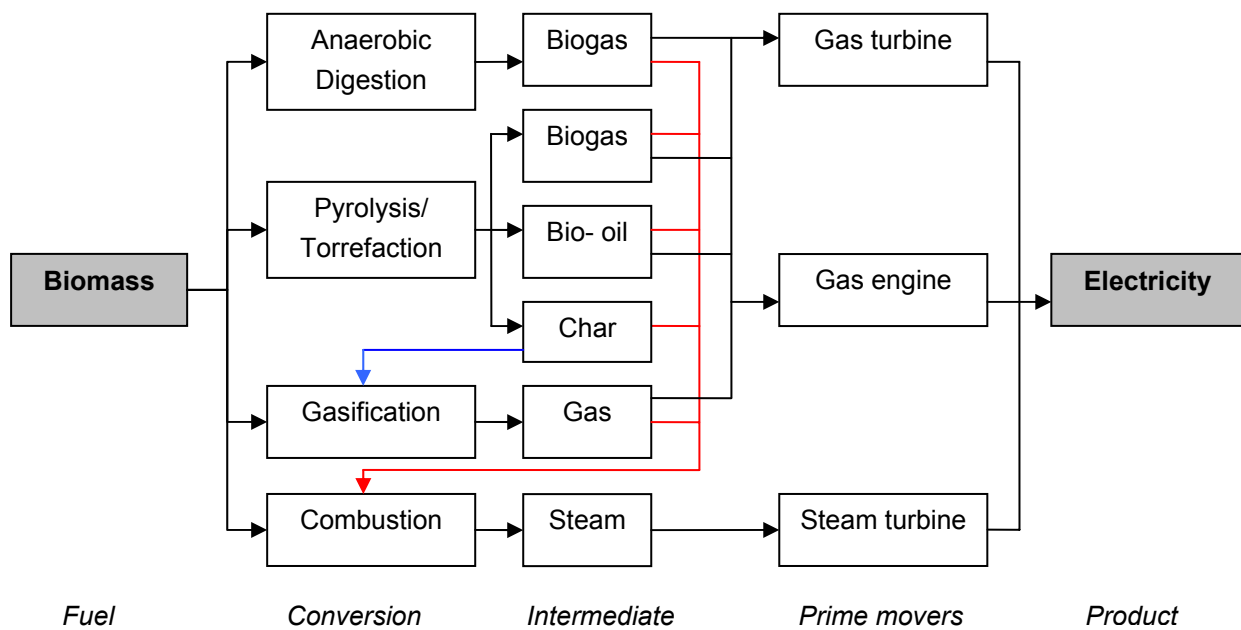 Anaerobic
Digestion
Biogas
Gas turbine
Biogas
Pyrolysis/
Torrefaction
Bio- oil
Biomass
Gas engine
Electricity
Char
Gasification
Gas
Combustion
Steam
Steam turbine
Fuel
Conversion
Intermediate
Prime movers
Product